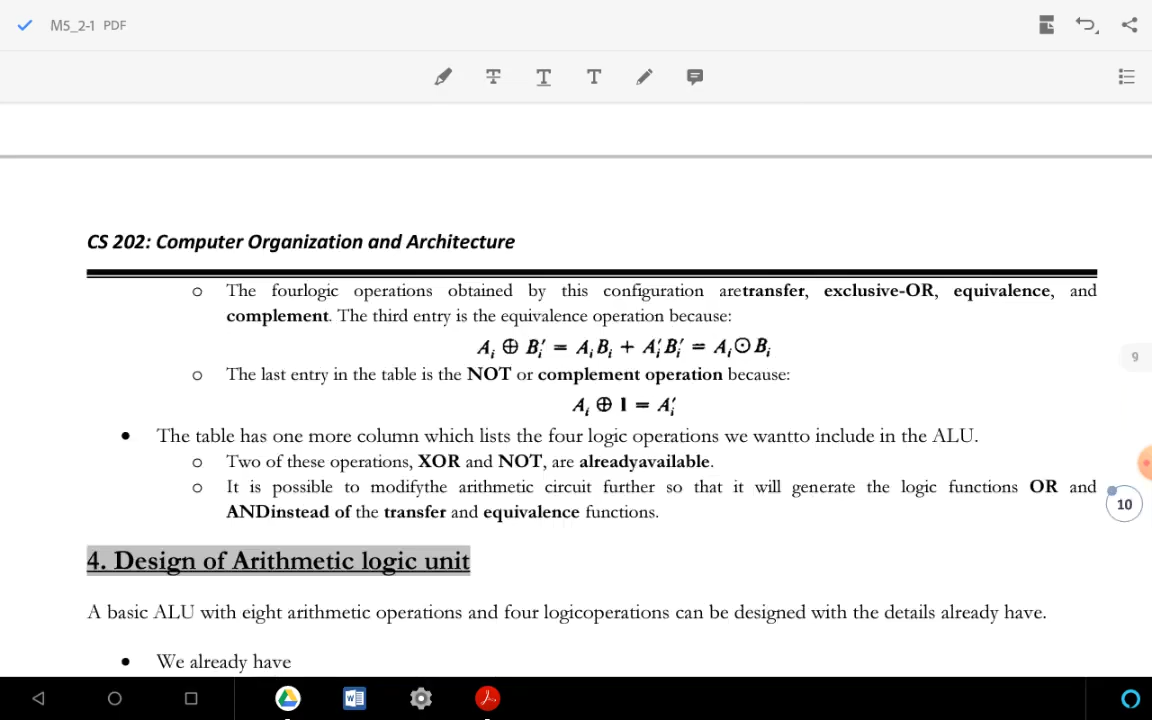 M5_2-1 PDF
CS 202: Computer Organization and Architecture
o The fourlogic operations obtained by this configuration aretransfer, exclusive-OR, equivalence, and
complement. The third entry is the equivalence operation because:
Aᵢ ⊕ Bᵢ′ = AᵢBᵢ + Aᵢ′Bᵢ′ = Aᵢ⊙Bᵢ
9
o The last entry in the table is the NOT or complement operation because:
Aᵢ ⊕ 1 = Aᵢ′
• The table has one more column which lists the four logic operations we wantto include in the ALU.
o Two of these operations, XOR and NOT, are alreadyavailable.
o It is possible to modifythe arithmetic circuit further so that it will generate the logic functions OR and
ANDinstead of the transfer and equivalence functions.
10
4. Design of Arithmetic logic unit
A basic ALU with eight arithmetic operations and four logicoperations can be designed with the details already have.
• We already have